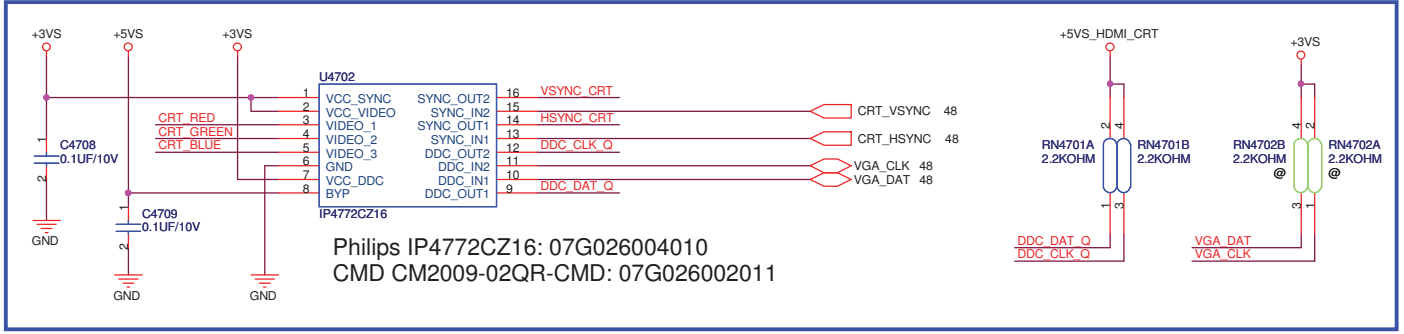 +3VS +5VS +3VS
+5VS_HDMI_CRT
+3VS
U4702
1 VCC_SYNC SYNC_OUT2 16 VSYNC_CRT
2 VCC_VIDEO SYNC_IN2 15 CRT_VSYNC 48
CRT_RED 3 VIDEO_1 SYNC_OUT1 14 HSYNC_CRT
CRT_GREEN 4 VIDEO_2 SYNC_IN1 13 CRT_HSYNC 48
CRT_BLUE 5 VIDEO_3 DDC_OUT2 12 DDC_CLK_Q
6 GND DDC_IN2 11 VGA_CLK 48
7 VCC_DDC DDC_IN1 10 VGA_DAT 48
8 BYP DDC_OUT1 9 DDC_DAT_Q
IP4772CZ16
1
C4708
0.1UF/10V
2
GND
1
C4709
0.1UF/10V
2
GND
GND
Philips IP4772CZ16: 07G026004010
CMD CM2009-02QR-CMD: 07G026002011
2 4
RN4701A RN4701B
2.2KOHM 2.2KOHM
1 3
DDC_DAT_Q
DDC_CLK_Q
4 2
RN4702B RN4702A
2.2KOHM 2.2KOHM
@ @
3 1
VGA_DAT
VGA_CLK